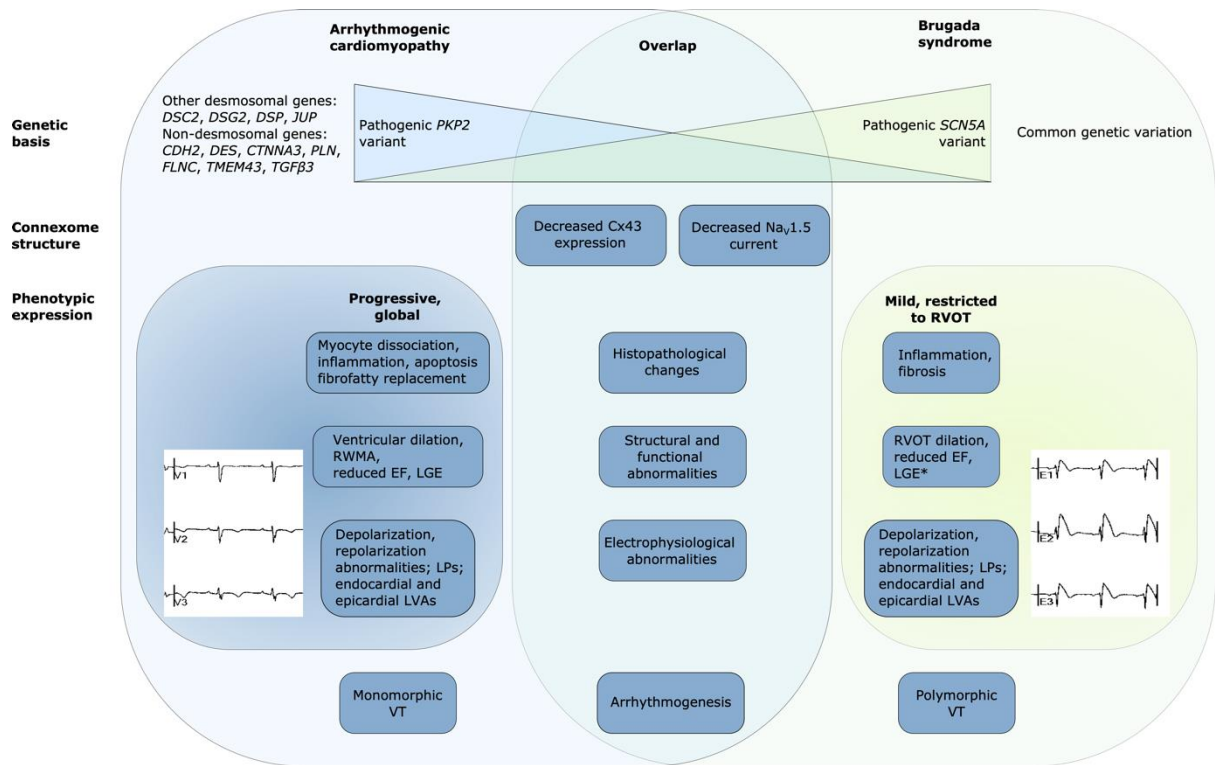 Arrhythmogenic
cardiomyopathy
Overlap
Brugada
syndrome
Genetic
basis
Other desmosomal genes:
DSC2, DSG2, DSP, JUP
Non-desmosomal genes:
CDH2, DES, CTNNA3, PLN,
FLNC, TMEM43, TGFβ3
Pathogenic PKP2
variant
Pathogenic SCN5A
variant
Common genetic variation
Connexome
structure
Decreased Cx43
expression
Decreased NaV1.5
current
Phenotypic
expression
Progressive,
global
Mild, restricted
to RVOT
Myocyte dissociation,
inflammation, apoptosis
fibrofatty replacement
Histopathological
changes
Inflammation,
fibrosis
Ventricular dilation,
RWMA,
reduced EF, LGE
Structural and
functional abnormalities
RVOT dilation,
reduced EF,
LGE*
V1
V2
V3
E1
E2
E3
Depolarization,
repolarization
abnormalities; LPs;
endocardial and
epicardial LVAs
Electrophysiological
abnormalities
Depolarization,
repolarization
abnormalities; LPs;
endocardial and
epicardial LVAs
Monomorphic
VT
Arrhythmogenesis
Polymorphic
VT